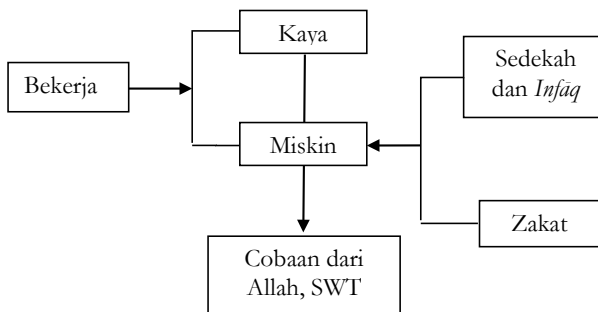 Kaya
Bekerja
Sedekah
dan Infāq
Miskin
Zakat
Cobaan dari
Allah, SWT